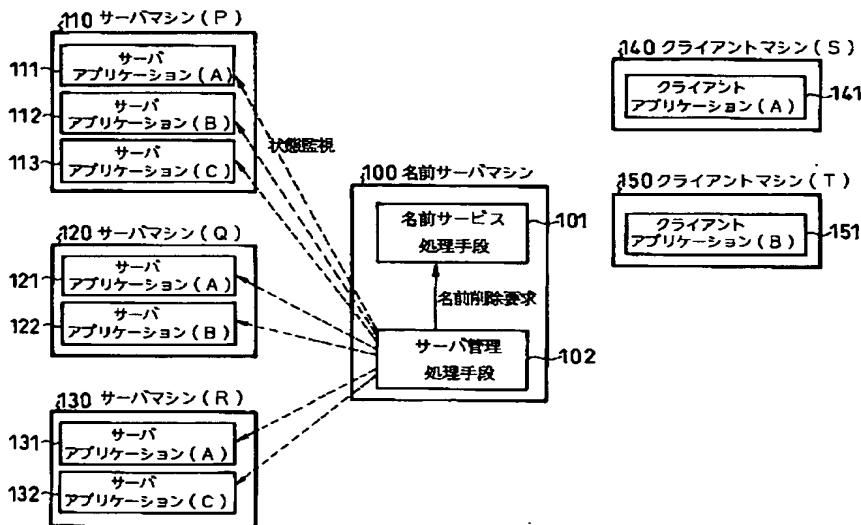 110 サーバマシン(P)
111
サーバ
アプリケーション(A)
112
サーバ
アプリケーション(B)
113
サーバ
アプリケーション(C)
状態監視
120 サーバマシン(Q)
121
サーバ
アプリケーション(A)
122
サーバ
アプリケーション(B)
130 サーバマシン(R)
131
サーバ
アプリケーション(A)
132
サーバ
アプリケーション(C)
100 名前サーバマシン
名前サービス
処理手段
101
名前削除要求
サーバ管理
処理手段
102
140 クライアントマシン(S)
クライアント
アプリケーション(A)
141
150 クライアントマシン(T)
クライアント
アプリケーション(B)
151